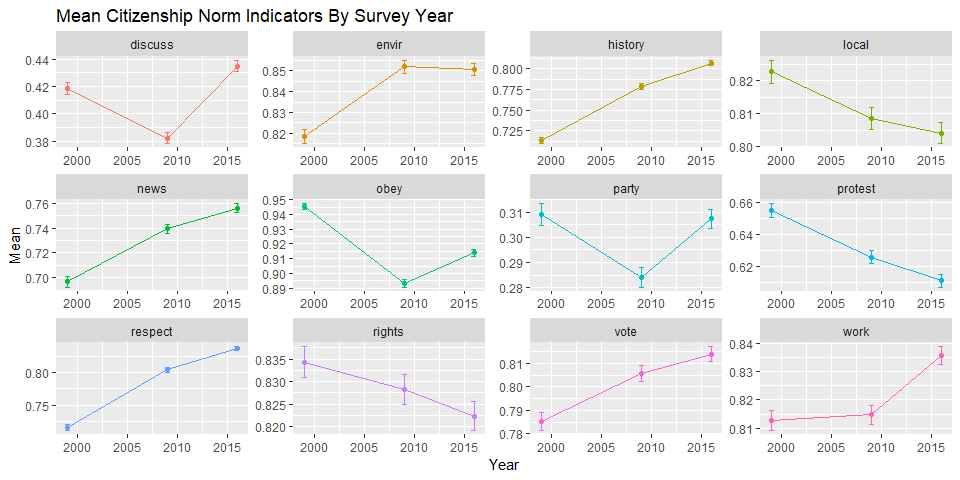 Mean Citizenship Norm Indicators By Survey Year
discuss envir history local
0.44 0.42 0.40 0.38
0.85 0.84 0.83 0.82
0.800 0.775 0.750 0.725
0.82 0.81 0.80
2000 2005 2010 2015 2000 2005 2010 2015 2000 2005 2010 2015 2000 2005 2010 2015
Mean
news obey party protest
0.76 0.74 0.72 0.70
0.95 0.94 0.93 0.92 0.91 0.90 0.89
0.31 0.30 0.29 0.28
0.66 0.64 0.62
2000 2005 2010 2015 2000 2005 2010 2015 2000 2005 2010 2015 2000 2005 2010 2015
respect rights vote work
0.80 0.75
0.835 0.830 0.825 0.820
0.81 0.80 0.79 0.78
0.84 0.83 0.82 0.81
2000 2005 2010 2015 2000 2005 2010 2015 2000 2005 2010 2015 2000 2005 2010 2015
Year